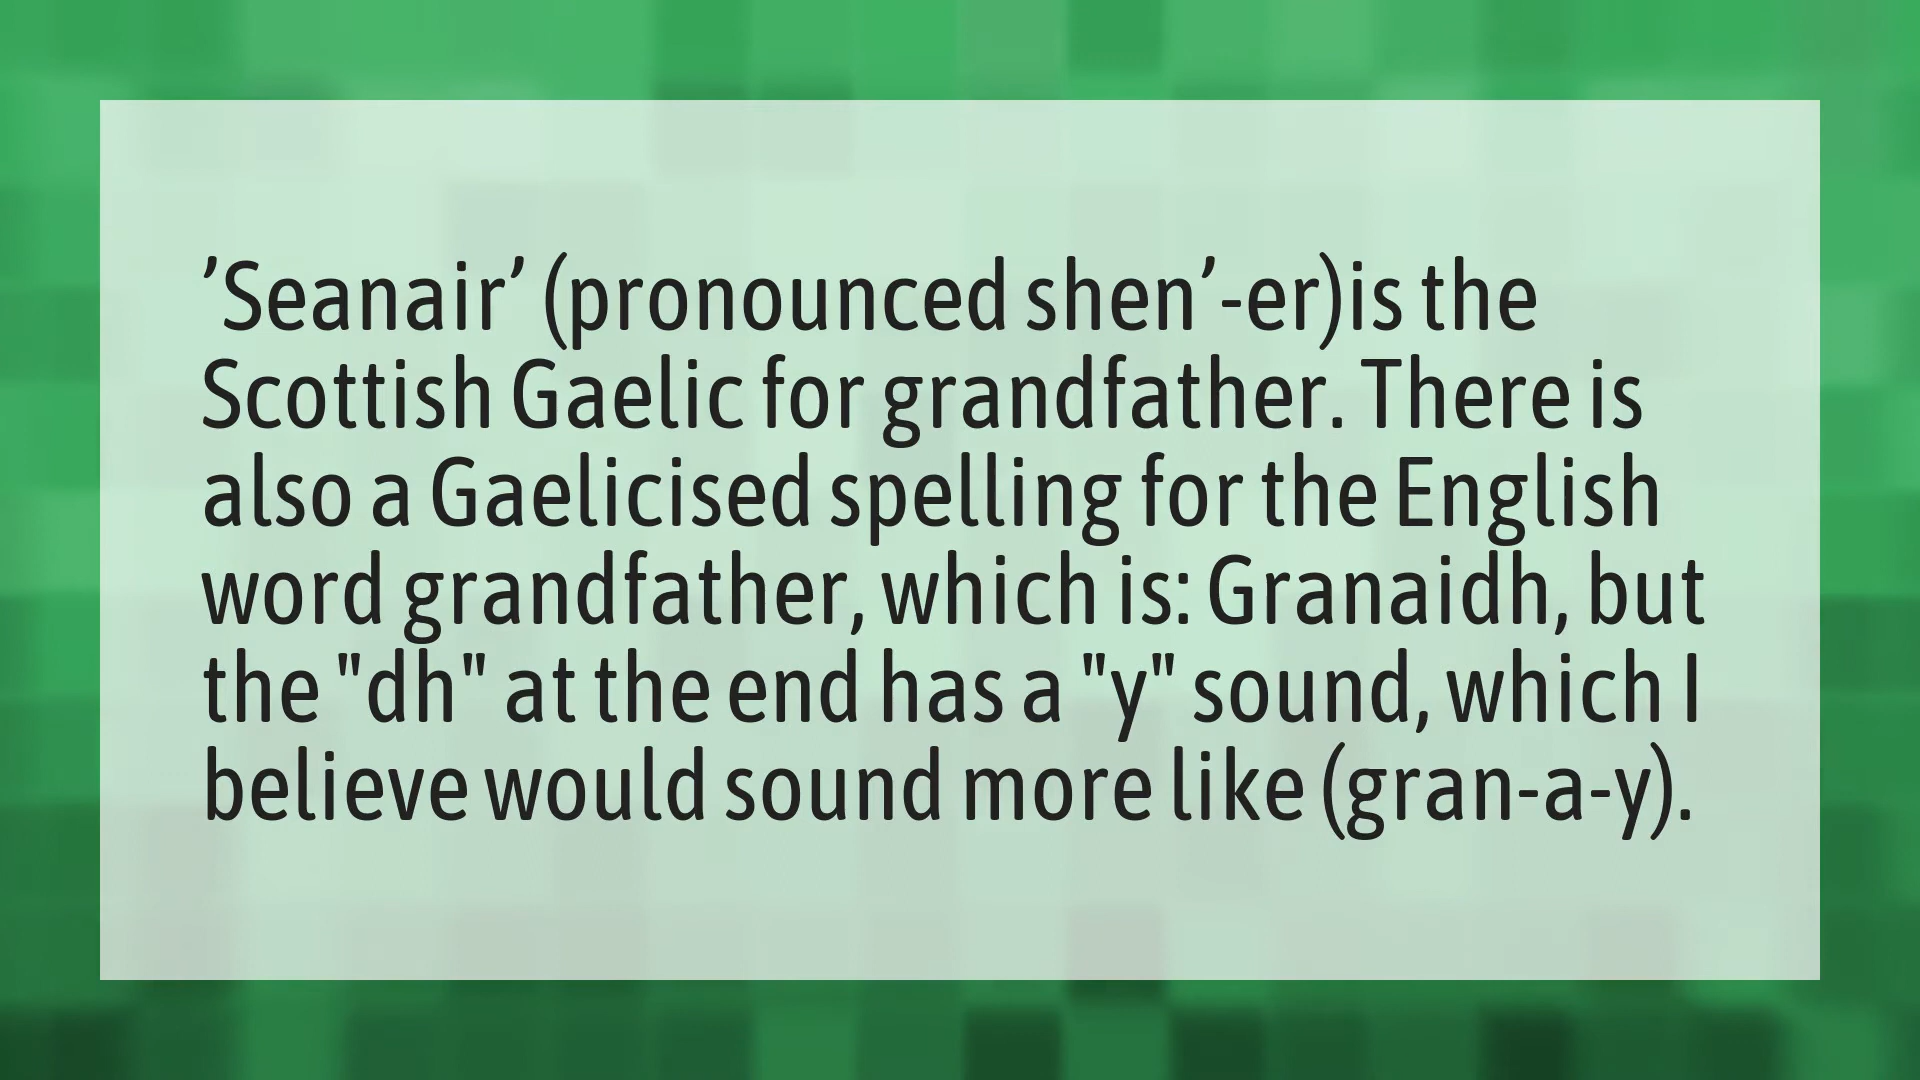 ’Seanair’ (pronounced shen’-er)is the
Scottish Gaelic for grandfather. There is
also a Gaelicised spelling for the English
word grandfather, which is: Granaidh, but
the "dh" at the end has a "y" sound, which I
believe would sound more like (gran-a-y).